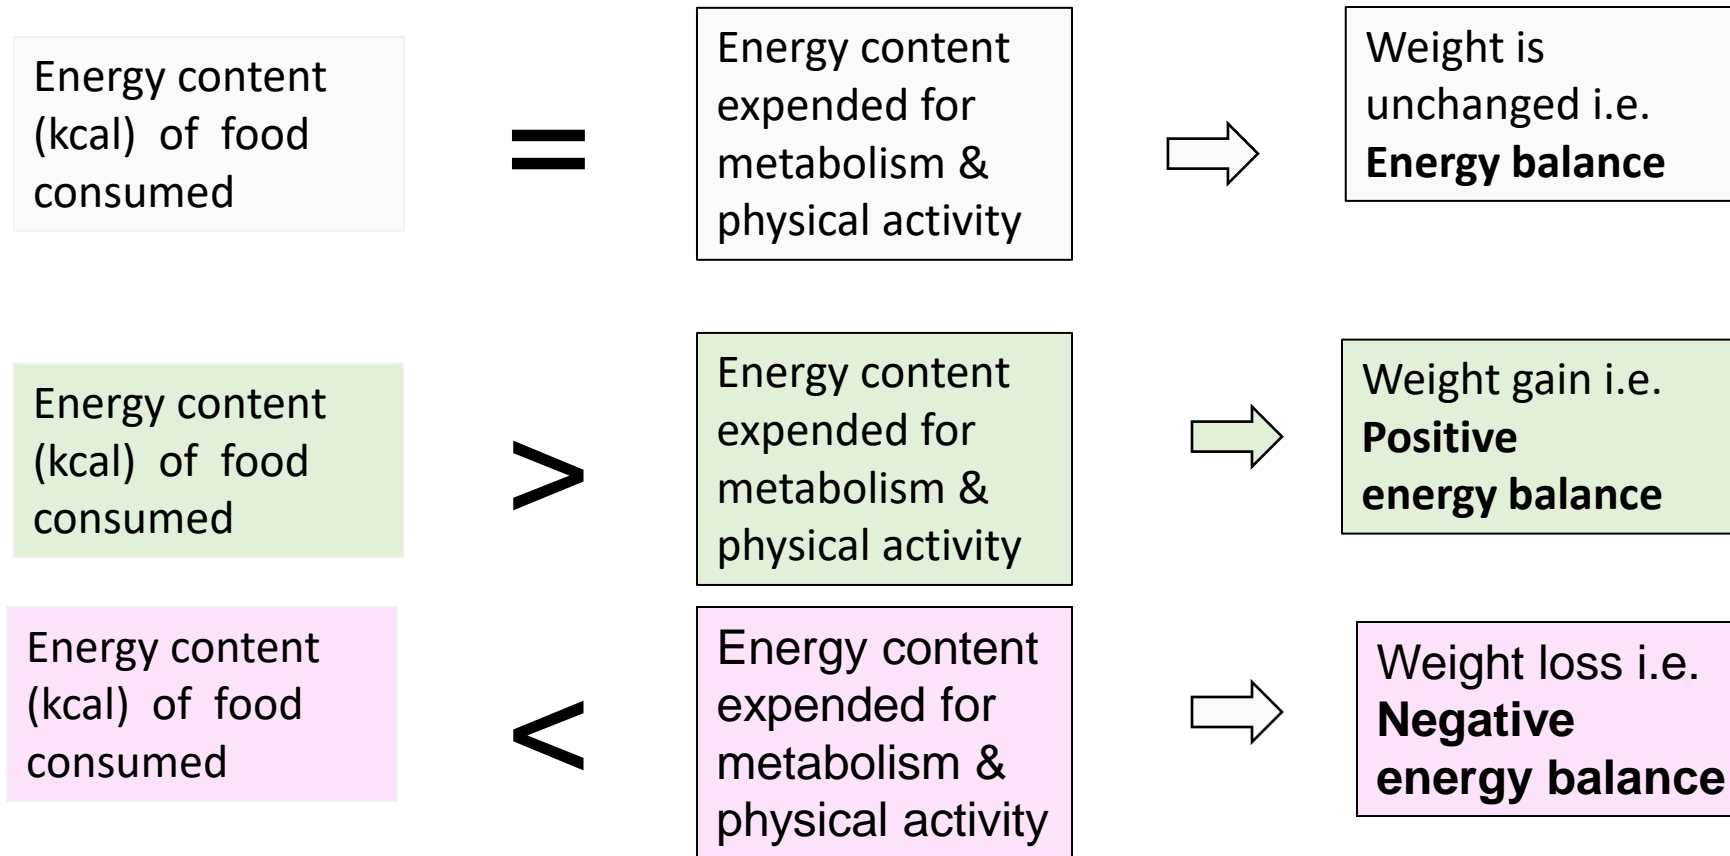 Energy content
(kcal) of food
consumed
=
Energy content
expended for
metabolism &
physical activity
Weight is
unchanged i.e.
Energy balance
Energy content
(kcal) of food
consumed
>
Energy content
expended for
metabolism &
physical activity
Weight gain i.e.
Positive
energy balance
Energy content
(kcal) of food
consumed
<
Energy content
expended for
metabolism &
physical activity
Weight loss i.e.
Negative
energy balance